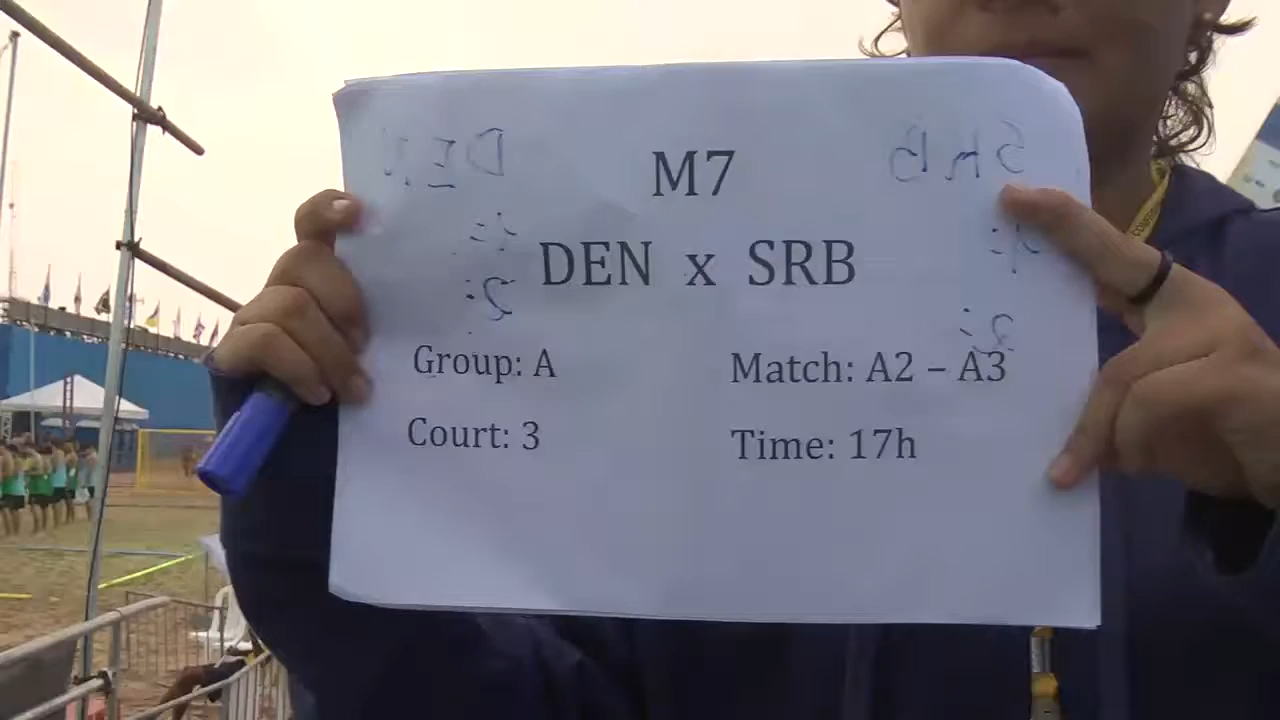 M7
DEN x SRB
Group: A
Match: A2 – A3
Court: 3
Time: 17h